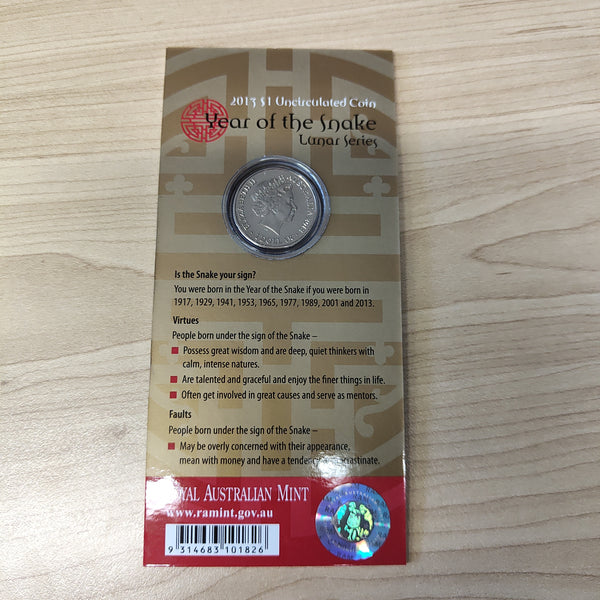 2013 $1 Uncirculated Coin
Year of the Snake
Lunar Series
Is the Snake your sign?
You were born in the Year of the Snake if you were born in
1917, 1929, 1941, 1953, 1965, 1977, 1989, 2001 and 2013.
Virtues
People born under the sign of the Snake –
Possess great wisdom and are deep, quiet thinkers with
calm, intense natures.
Are talented and graceful and enjoy the finer things in life.
Often get involved in great causes and serve as mentors.
Faults
People born under the sign of the Snake –
May be overly concerned with their appearance,
mean with money and have a
ROYAL AUSTRALIAN MINT
www.ramint.gov.au
9 314683 101826